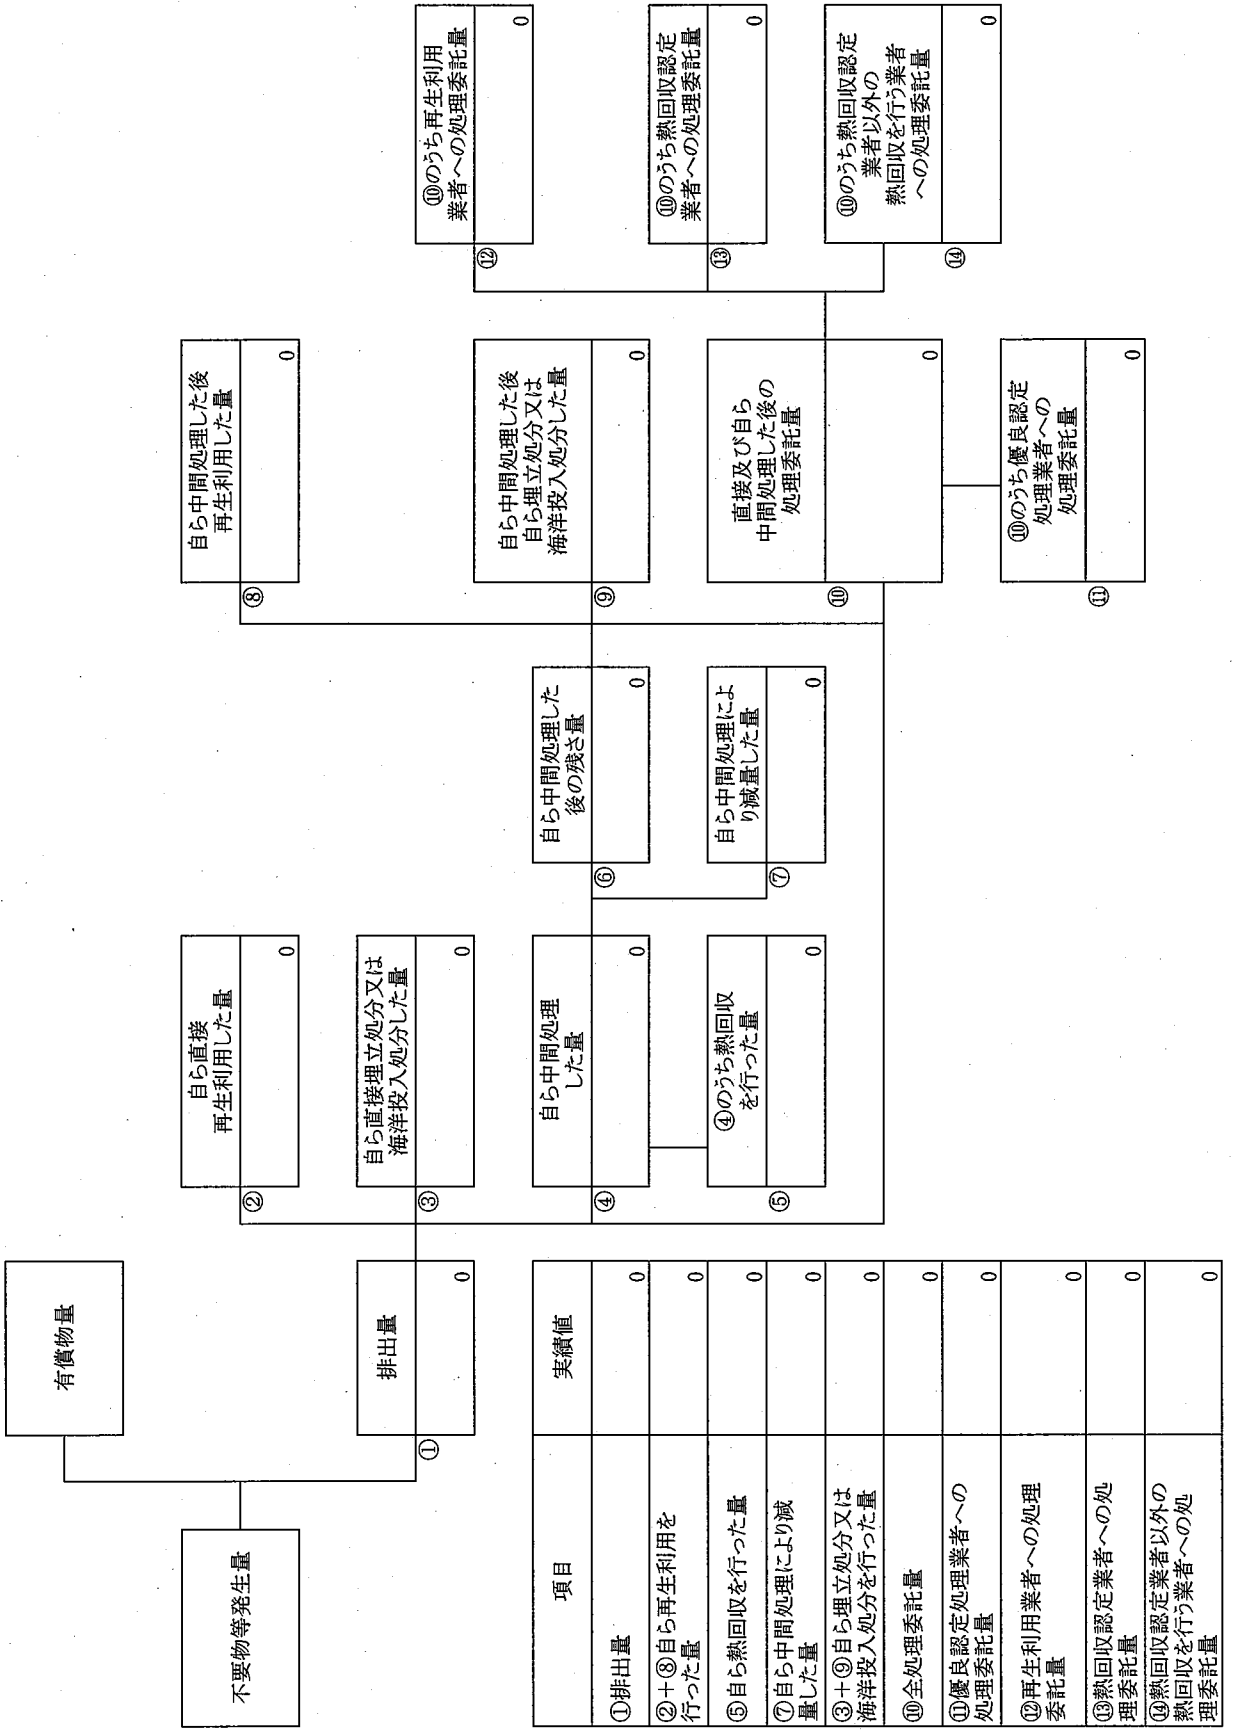 不要物等発生量
有償物量
①
排出量
0
②
自ら直接
再生利用した量
0
③
自ら直接埋立処分又は
海洋投入処分した量
0
④
自ら中間処理
した量
0
⑤
④のうち熱回収
を行った量
0
⑥
自ら中間処理した
後の残さ量
0
⑦
自ら中間処理によ
り減量した量
0
⑧
自ら中間処理した後
再生利用した量
0
⑨
自ら中間処理した後
自ら埋立処分又は
海洋投入処分した量
0
⑩
直接及び自ら
中間処理した後の
処理委託量
0
⑪
⑩のうち優良認定
処理業者への
処理委託量
0
⑫
⑩のうち再生利用
業者への処理委託量
0
⑬
⑩のうち熱回収認定
業者への処理委託量
0
⑭
⑩のうち熱回収認定
業者以外の
熱回収を行う業者
への処理委託量
0
項目 実績値
①排出量 0
②+⑧自ら再生利用を
行った量 0
⑤自ら熱回収を行った量 0
⑦自ら中間処理により減
量した量 0
③+⑨自ら埋立処分又は
海洋投入処分を行った量 0
⑩全処理委託量 0
⑪優良認定処理業者への
処理委託量 0
⑫再生利用業者への処理
委託量 0
⑬熱回収認定業者への処
理委託量 0
⑭熱回収認定業者以外の
熱回収を行う業者への処
理委託量 0